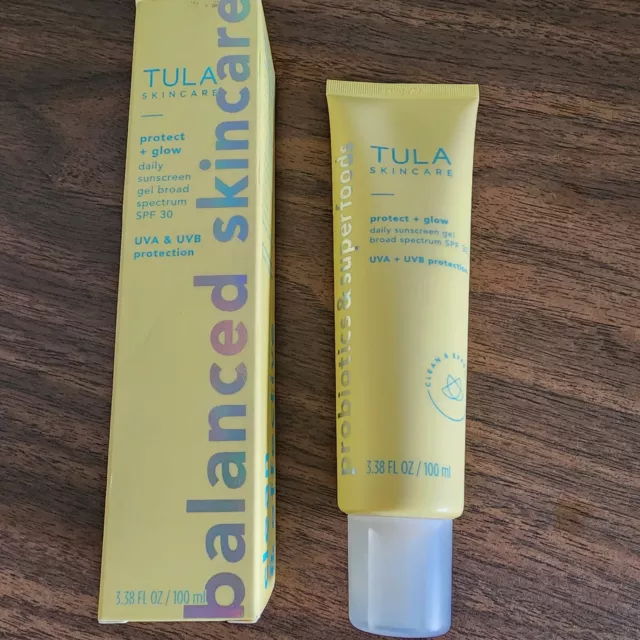 TULA
SKINCARE
protect
+ glow
daily
sunscreen
gel broad
spectrum
SPF 30
UVA & UVB
protection
balanced skincare
3.38 FL OZ / 100 ml
TULA
SKINCARE
protect + glow
daily sunscreen gel
broad spectrum SPF 30
UVA + UVB protection
probiotics & superfoods
CLEAN &
3.38 FL OZ / 100 ml